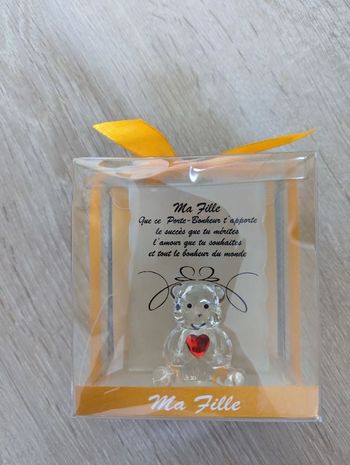 Ma Fille
Que ce Porte-Bonheur t'apporte
le succès que tu mérites
l'amour que tu souhaites
et tout le bonheur du monde
Ma Fille